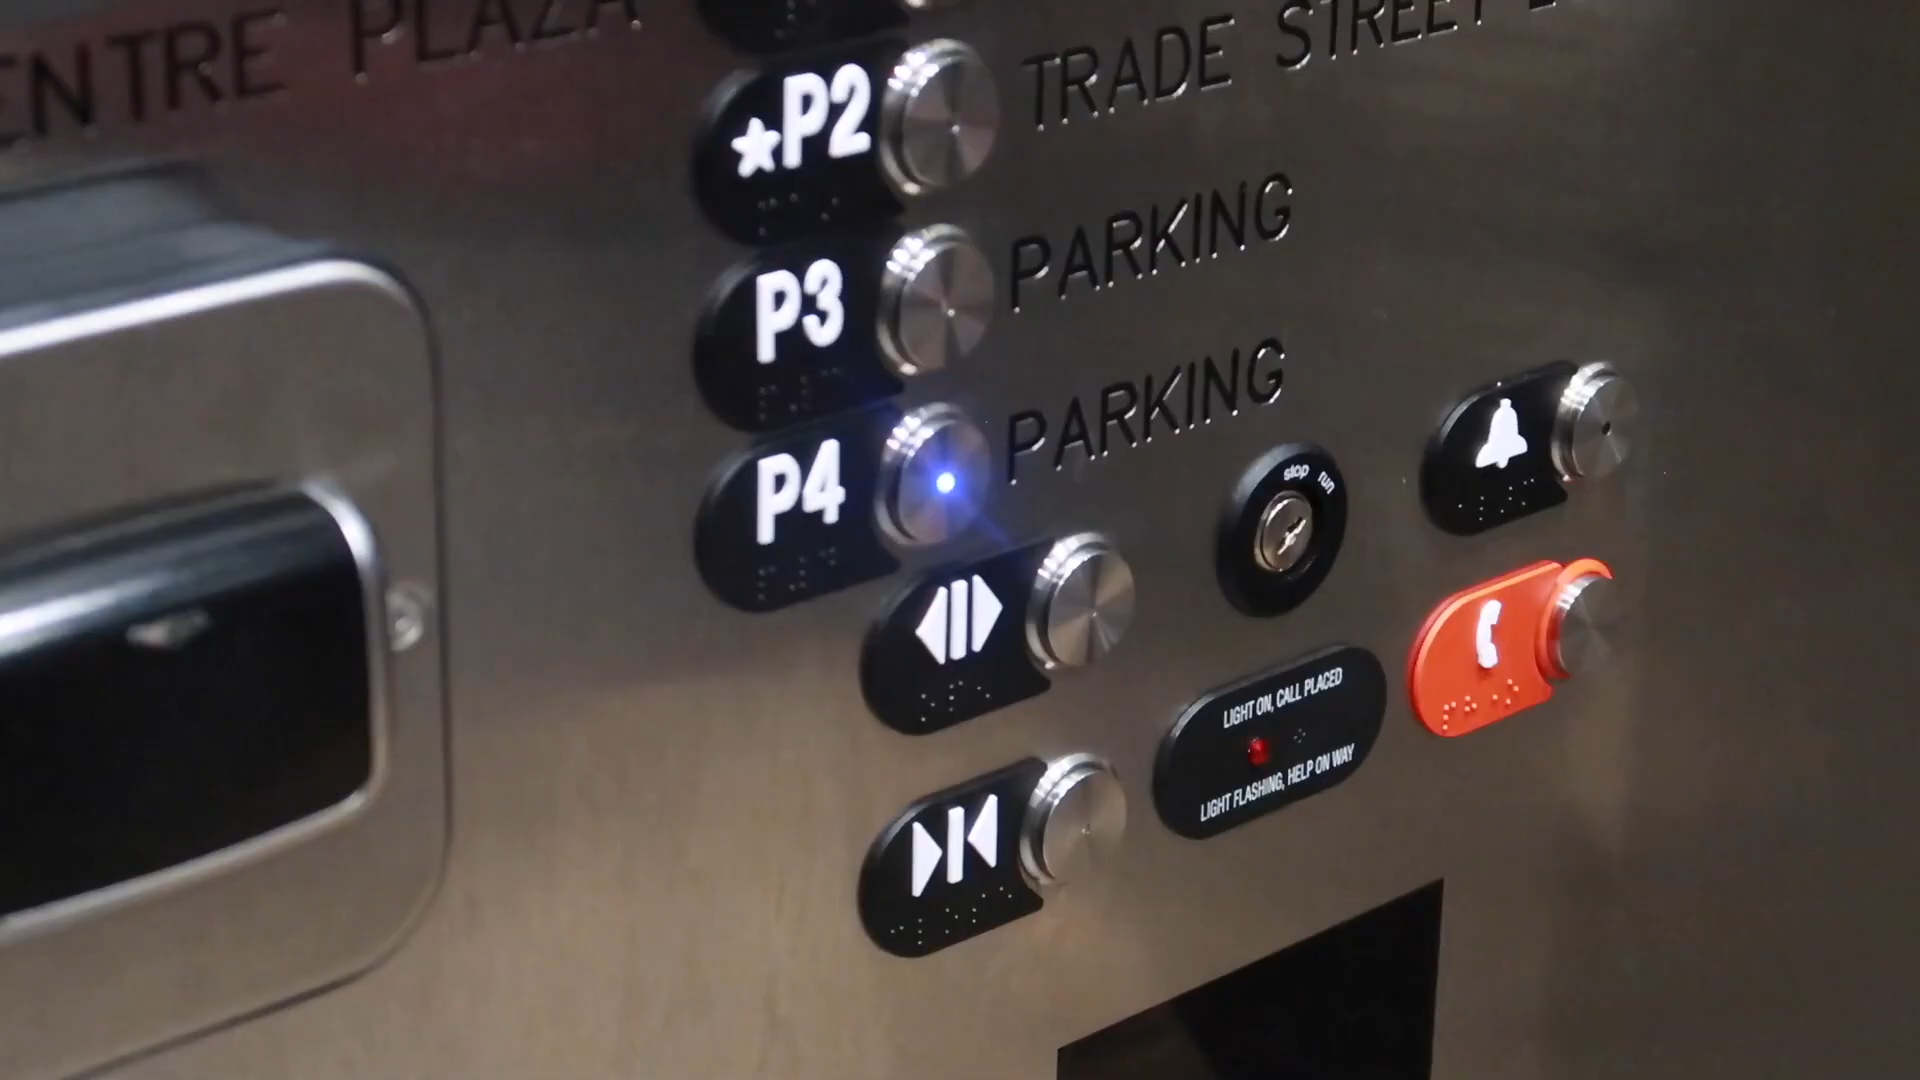 PLAZA
★P2 TRADE STREET
P3 PARKING
P4 PARKING
stop run
LIGHT ON, CALL PLACED
LIGHT FLASHING, HELP ON WAY